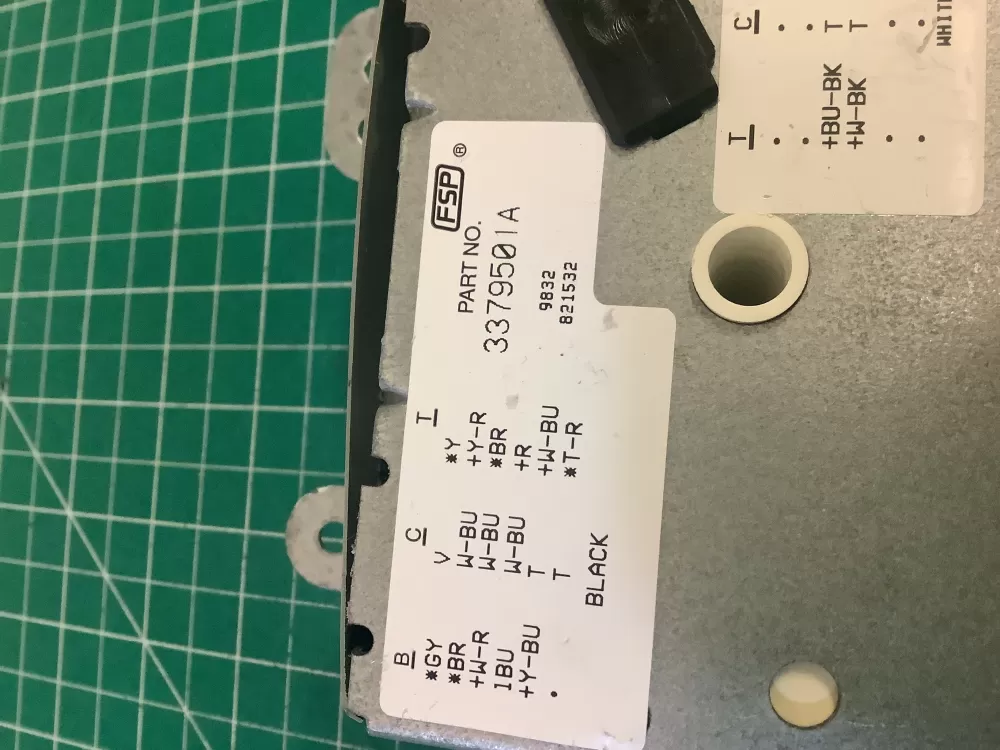 FSP ®
PART NO.
3379501A
9832
821532
B C T
*GY V *Y
*BR W-BU +Y-R
+W-R W-BU *BR
1BU W-BU +R
+Y-BU T +W-BU
• T *T-R
BLACK
T C
• •
• •
+BU-BK T
+W-BK T
• •
• •